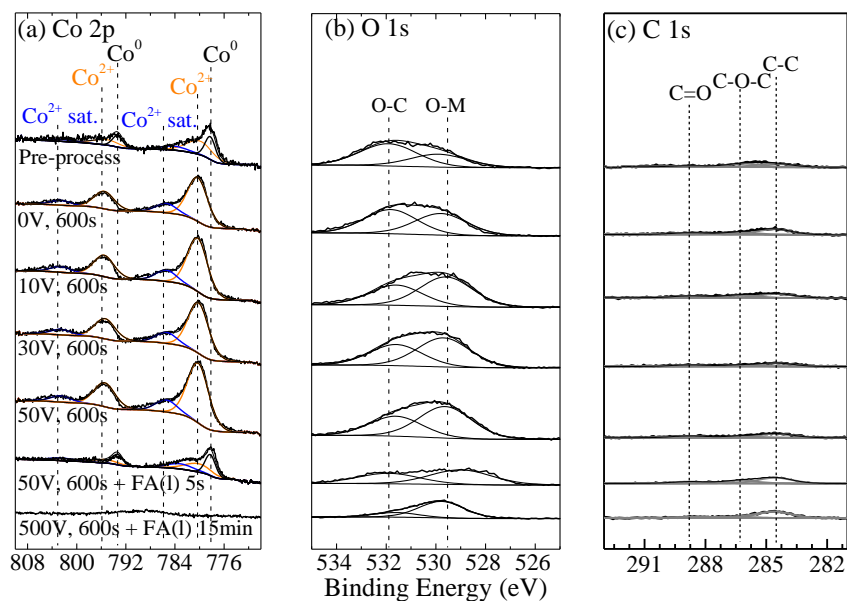 (a) Co 2p
Co⁰
Co⁰
Co²⁺
Co²⁺
Co²⁺ sat.
Co²⁺ sat.
Pre-process
0V, 600s
10V, 600s
30V, 600s
50V, 600s
50V, 600s + FA(l) 5s
500V, 600s + FA(l) 15min
808 800 792 784 776
(b) O 1s
O-C O-M
534 532 530 528 526
Binding Energy (eV)
(c) C 1s
C-C
C-O-C
C=O
291 288 285 282